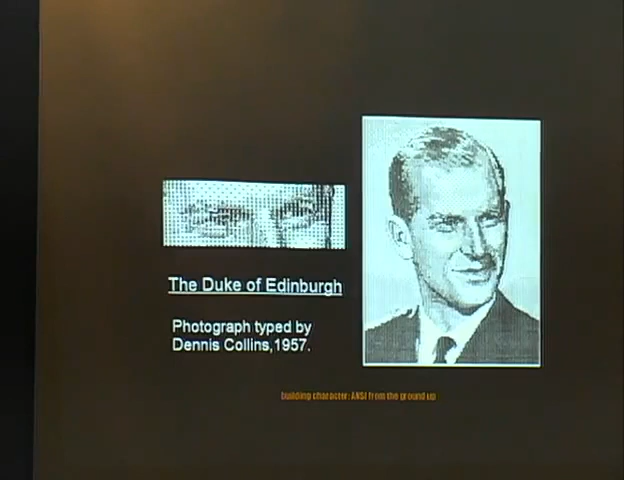 The Duke of Edinburgh
Photograph typed by
Dennis Collins,1957.
building character: ANSI from the ground up